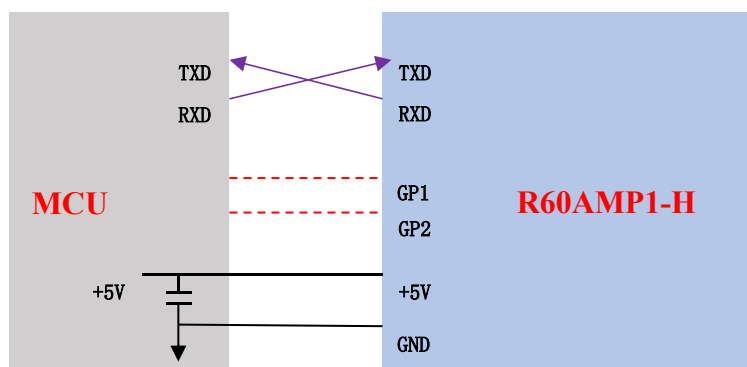 TXD
RXD
MCU
+5V
TXD
RXD
GP1
GP2
+5V
GND
R60AMP1-H